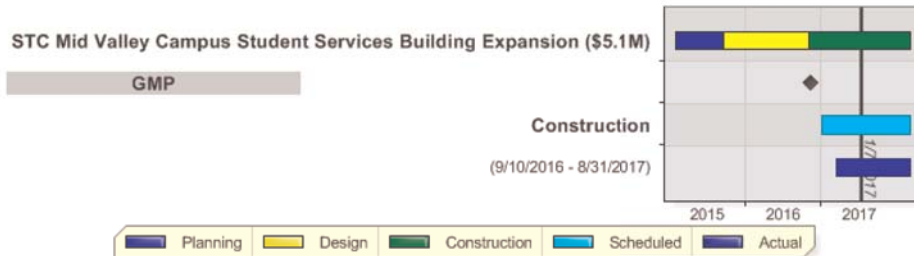 STC Mid Valley Campus Student Services Building Expansion ($5.1M)
GMP
Construction
(9/10/2016 - 8/31/2017)
2015 2016 2017
Planning Design Construction Scheduled Actual